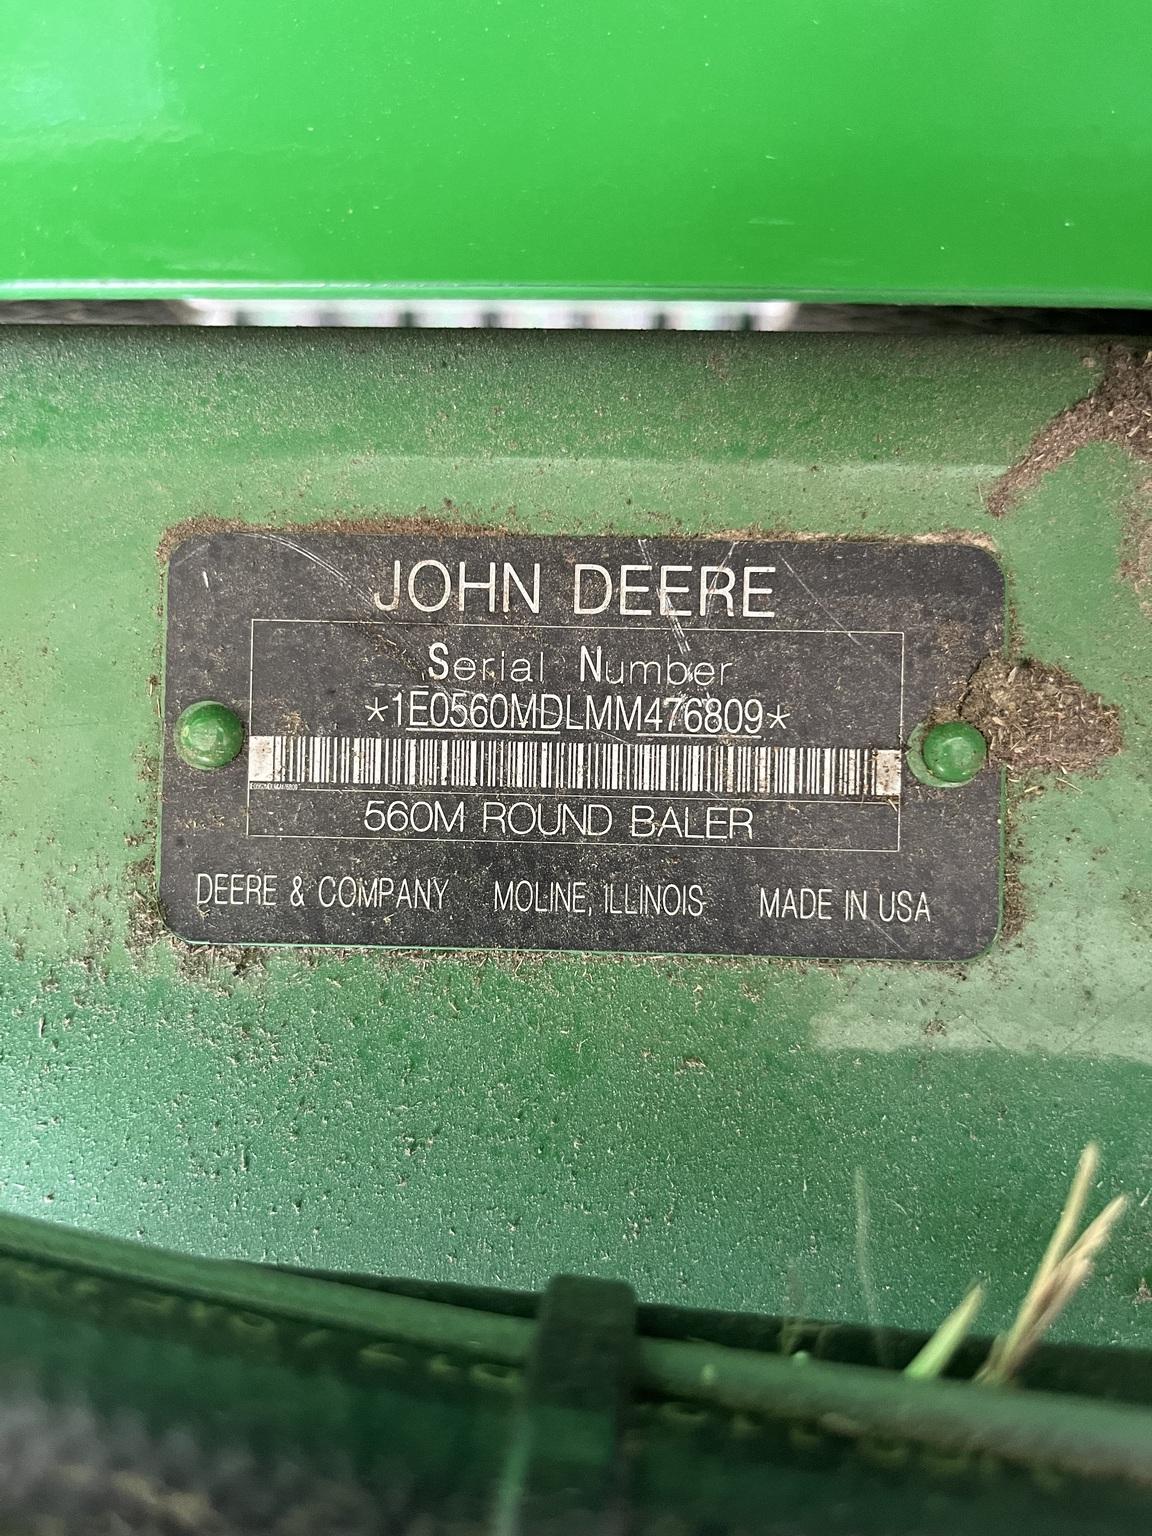 JOHN DEERE
Serial Number
*1E0560MDLMM476809*
560M ROUND BALER
DEERE & COMPANY MOLINE, ILLINOIS MADE IN USA